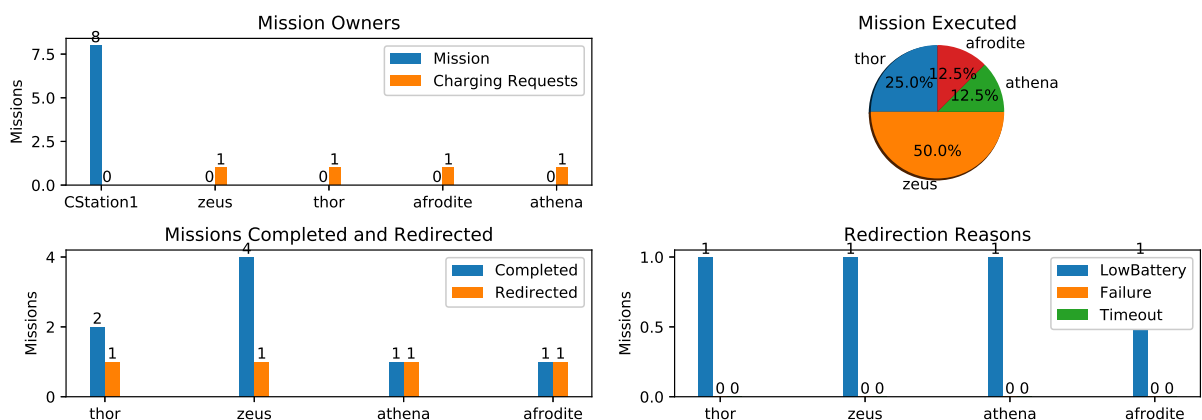 Mission Owners
8
7.5
5.0
2.5
0.0
Missions
Mission
Charging Requests
0
0 1
0 1
0 1
0 1
CStation1 zeus thor afrodite athena
Mission Executed
thor
afrodite
athena
zeus
25.0%
12.5%
12.5%
50.0%
Missions Completed and Redirected
4
2
0
Missions
Completed
Redirected
2 1
4 1
1 1
1 1
thor zeus athena afrodite
Redirection Reasons
1.0
0.5
0.0
Missions
LowBattery
Failure
Timeout
1 0 0
1 0 0
1 0 0
1 0 0
thor zeus athena afrodite